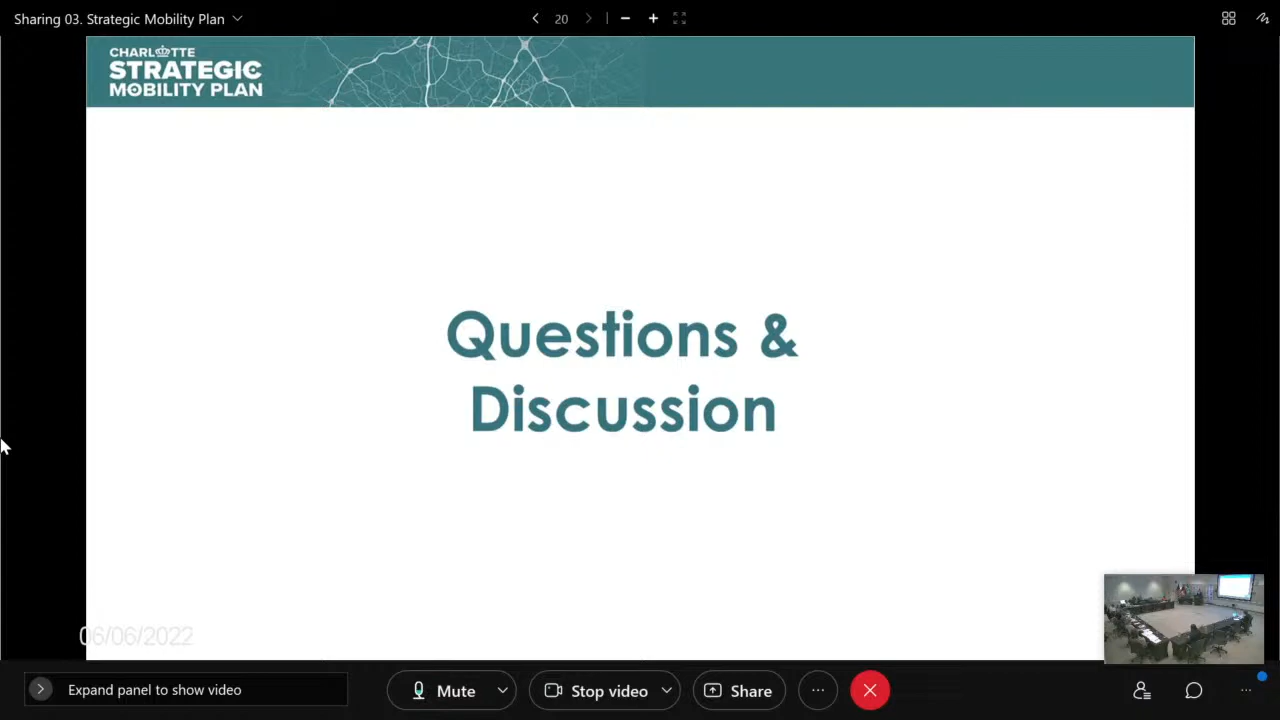 Sharing 03. Strategic Mobility Plan
20
CHARLOTTE
STRATEGIC
MOBILITY PLAN
Questions &
Discussion
06/06/2022
Expand panel to show video
Mute
Stop video
Share